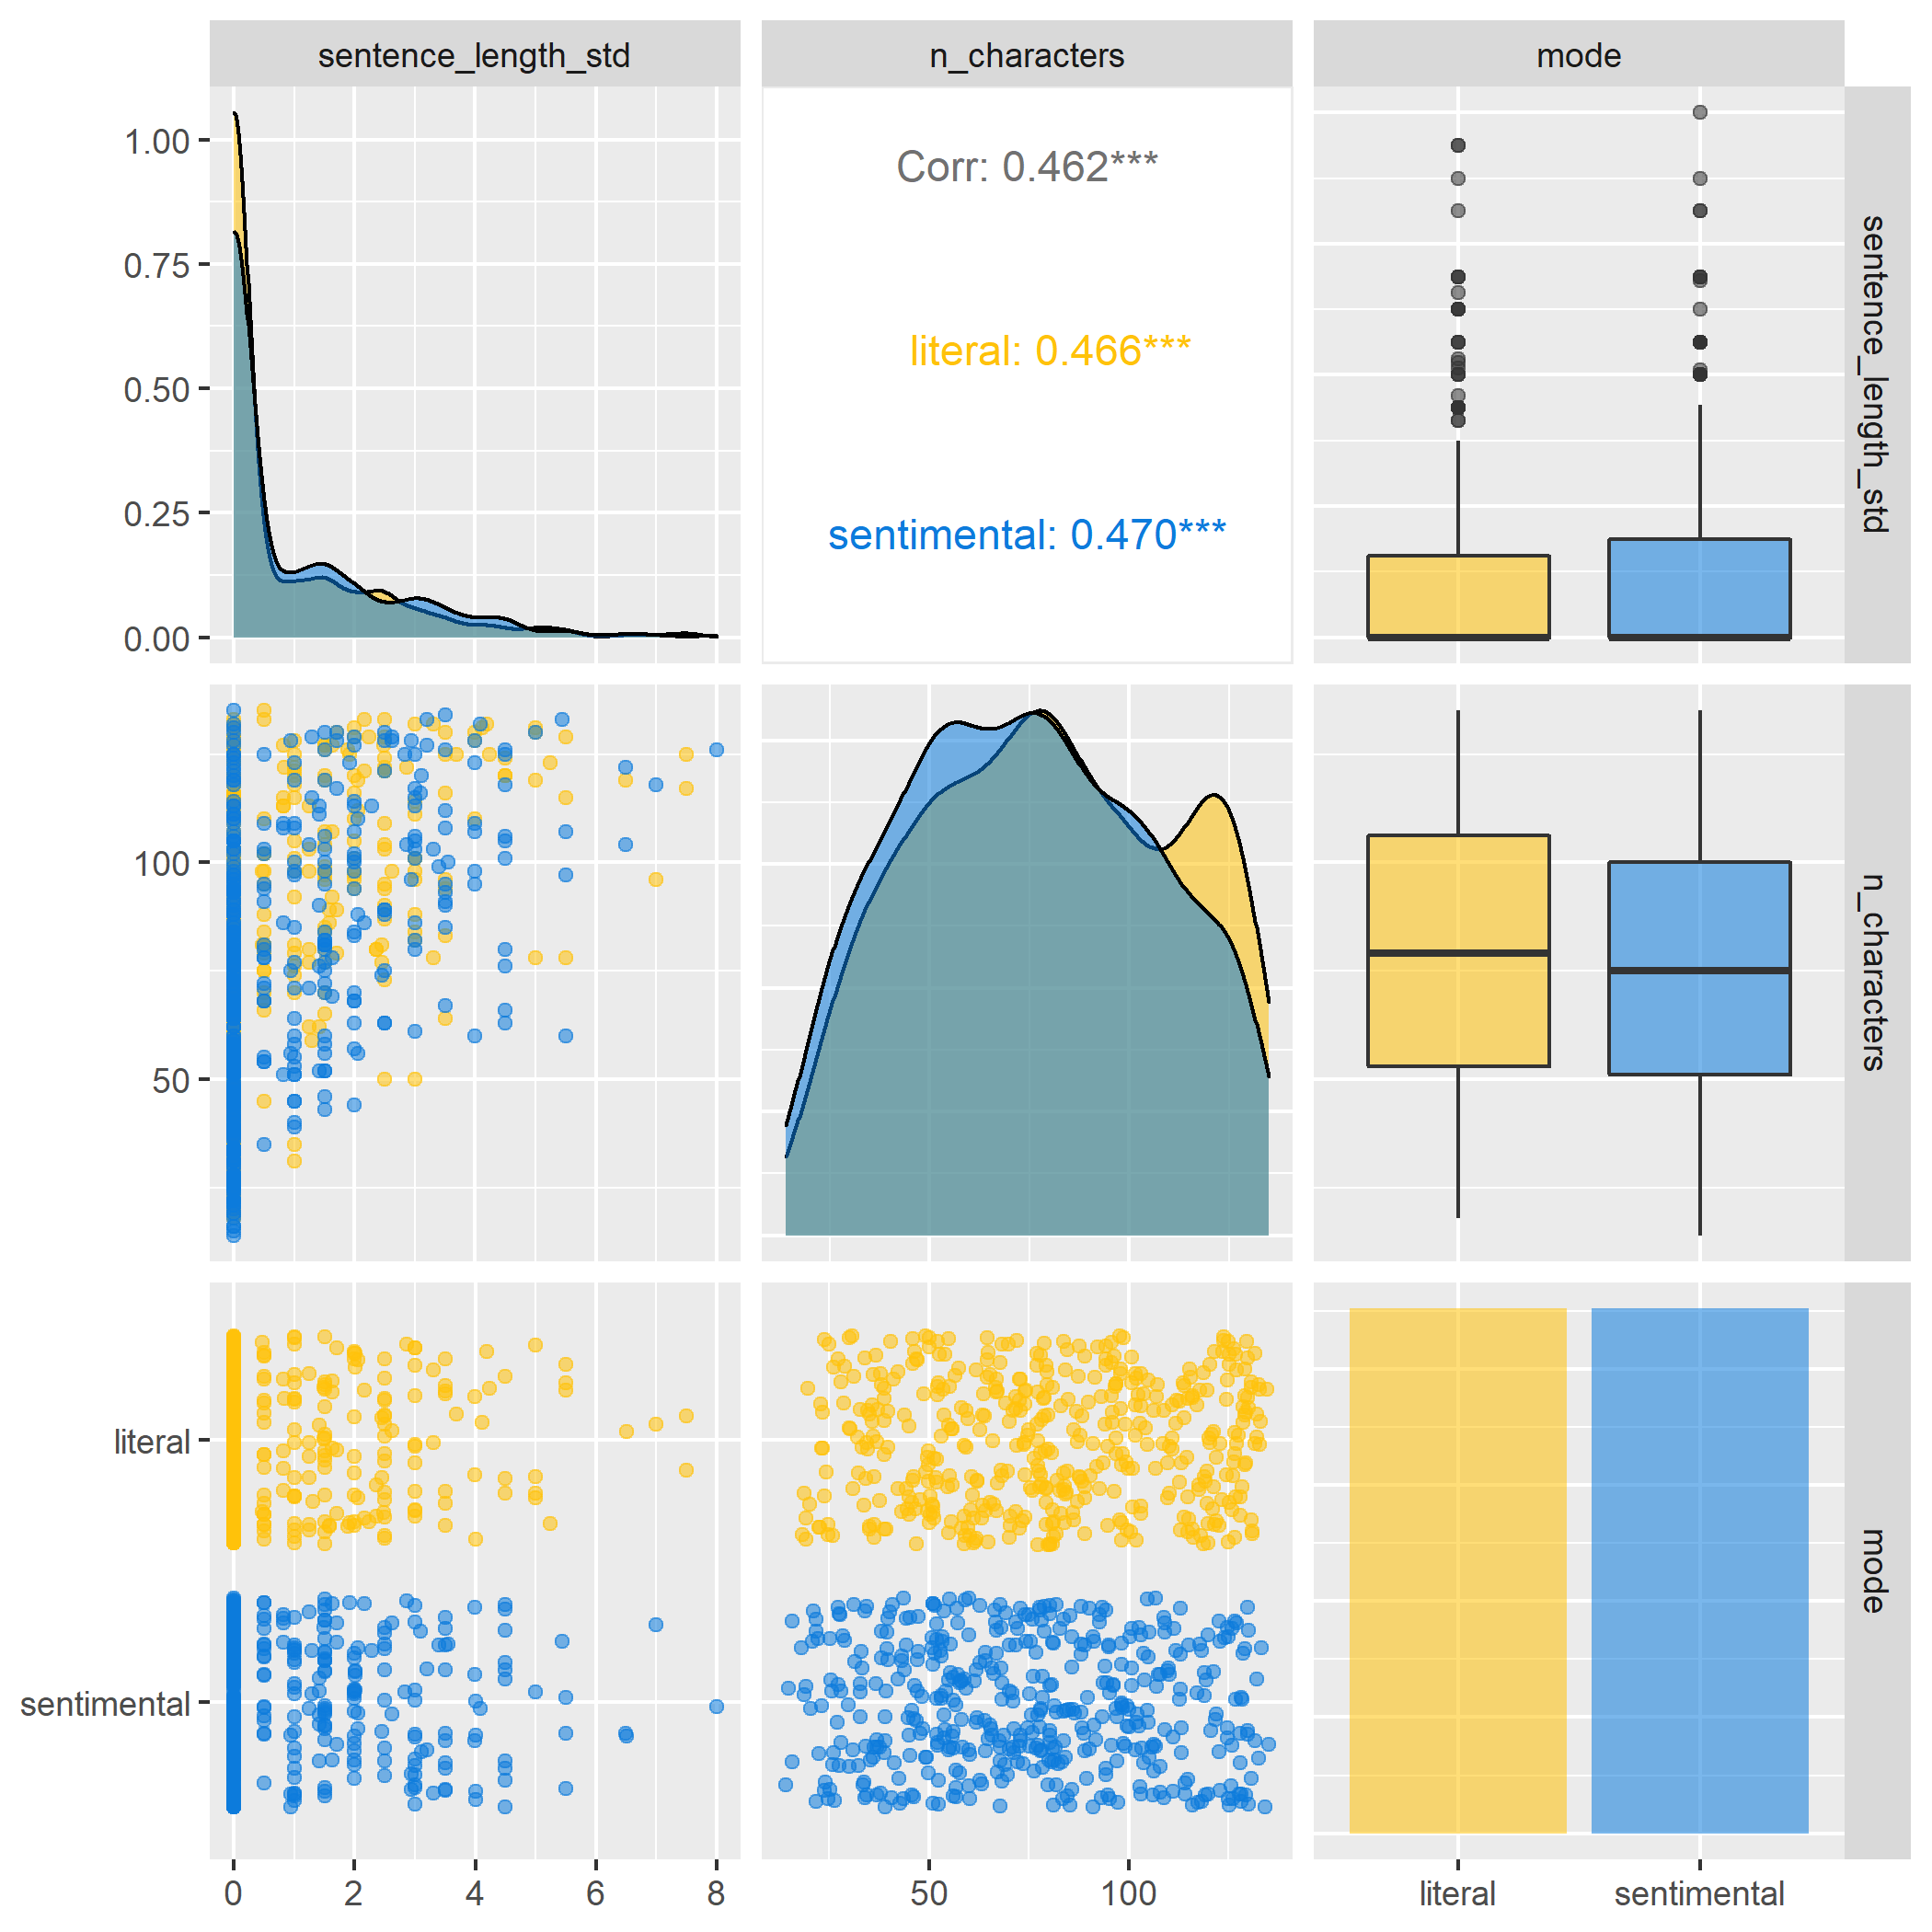 sentence_length_std
n_characters
mode
1.00
0.75
0.50
0.25
0.00
Corr: 0.462***
literal: 0.466***
sentimental: 0.470***
sentence_length_std
100
50
n_characters
literal
sentimental
mode
0
2
4
6
8
50
100
literal
sentimental